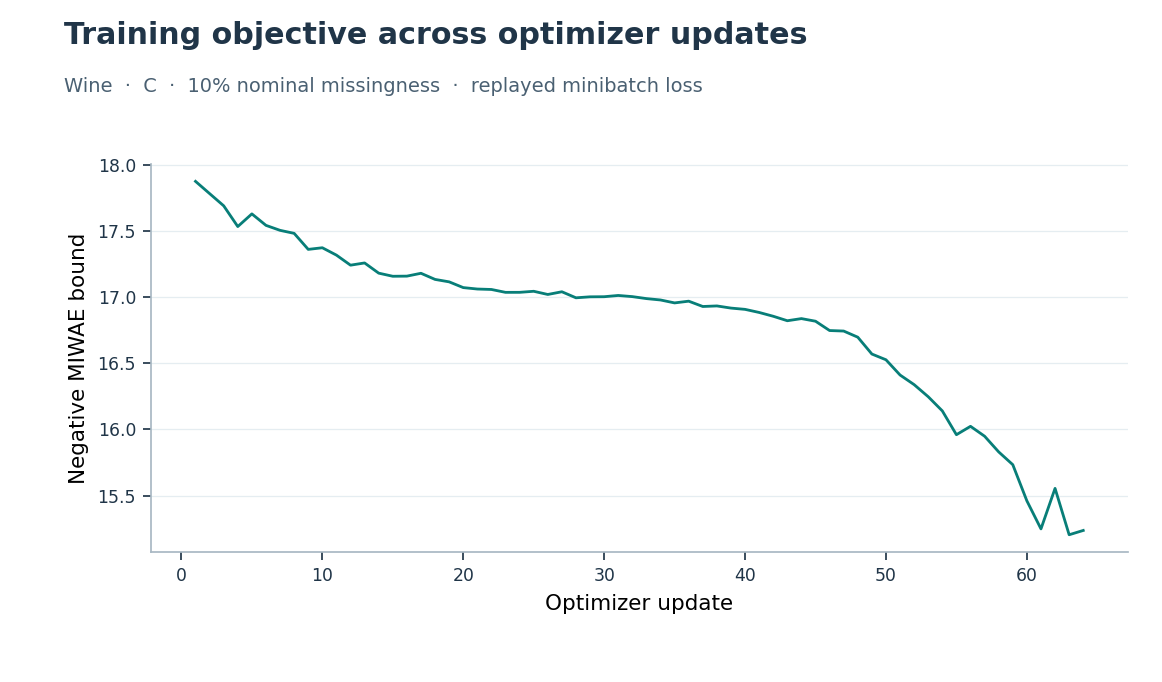 Training objective across optimizer updates
Wine · C · 10% nominal missingness · replayed minibatch loss
Negative MIWAE bound
18.0
17.5
17.0
16.5
16.0
15.5
0 10 20 30 40 50 60
Optimizer update